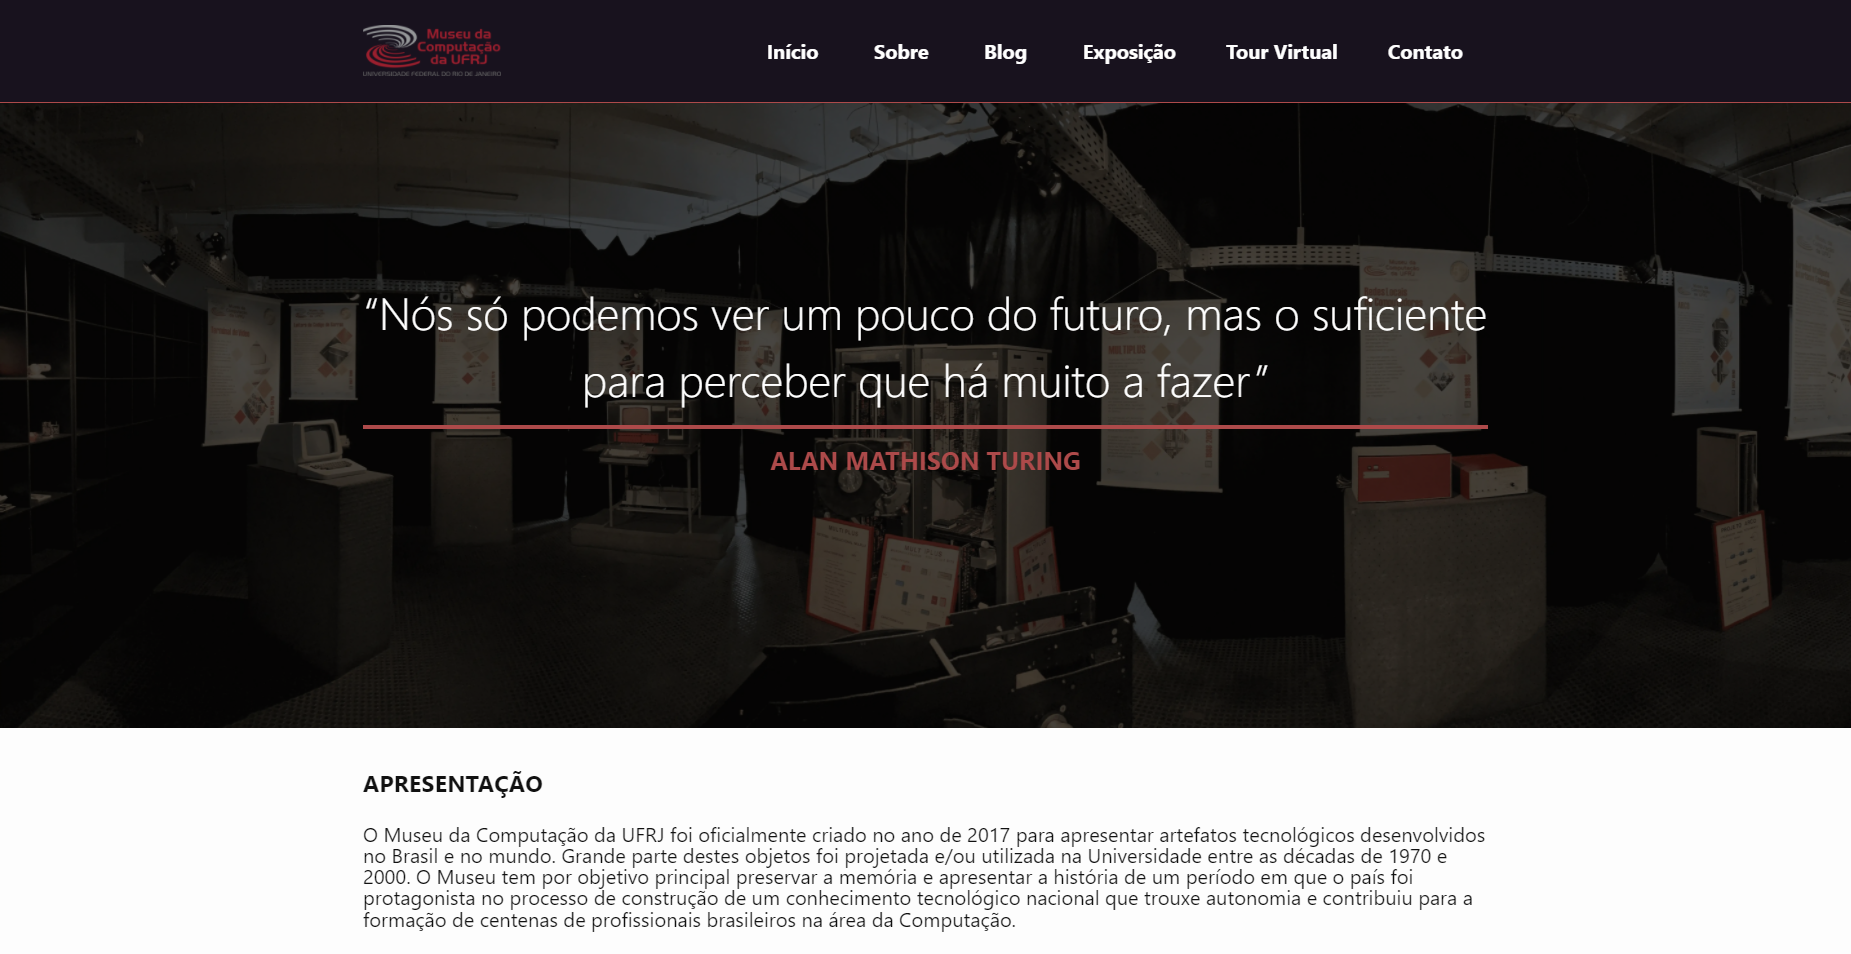 Museu da
Computação
da UFRJ
UNIVERSIDADE FEDERAL DO RIO DE JANEIRO
Início Sobre Blog Exposição Tour Virtual Contato
“Nós só podemos ver um pouco do futuro, mas o suficiente
para perceber que há muito a fazer”
ALAN MATHISON TURING
MULTIPLUS
APRESENTAÇÃO
O Museu da Computação da UFRJ foi oficialmente criado no ano de 2017 para apresentar artefatos tecnológicos desenvolvidos
no Brasil e no mundo. Grande parte destes objetos foi projetada e/ou utilizada na Universidade entre as décadas de 1970 e
2000. O Museu tem por objetivo principal preservar a memória e apresentar a história de um período em que o país foi
protagonista no processo de construção de um conhecimento tecnológico nacional que trouxe autonomia e contribuiu para a
formação de centenas de profissionais brasileiros na área da Computação.